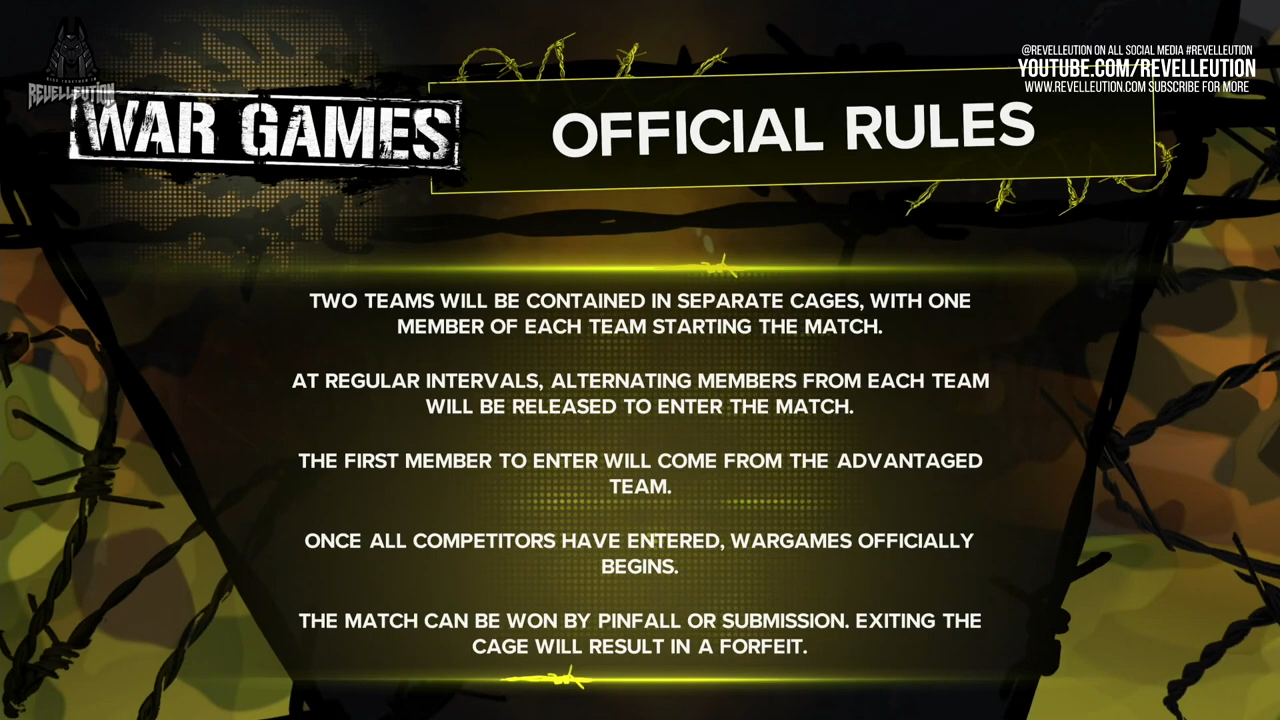 RISE TOGETHER IN
REVELLEUTION
@REVELLEUTION ON ALL SOCIAL MEDIA #REVELLEUTION
YOUTUBE.COM/REVELLEUTION
WWW.REVELLEUTION.COM SUBSCRIBE FOR MORE
WAR GAMES
OFFICIAL RULES
TWO TEAMS WILL BE CONTAINED IN SEPARATE CAGES, WITH ONE
MEMBER OF EACH TEAM STARTING THE MATCH.
AT REGULAR INTERVALS, ALTERNATING MEMBERS FROM EACH TEAM
WILL BE RELEASED TO ENTER THE MATCH.
THE FIRST MEMBER TO ENTER WILL COME FROM THE ADVANTAGED
TEAM.
ONCE ALL COMPETITORS HAVE ENTERED, WARGAMES OFFICIALLY
BEGINS.
THE MATCH CAN BE WON BY PINFALL OR SUBMISSION. EXITING THE
CAGE WILL RESULT IN A FORFEIT.